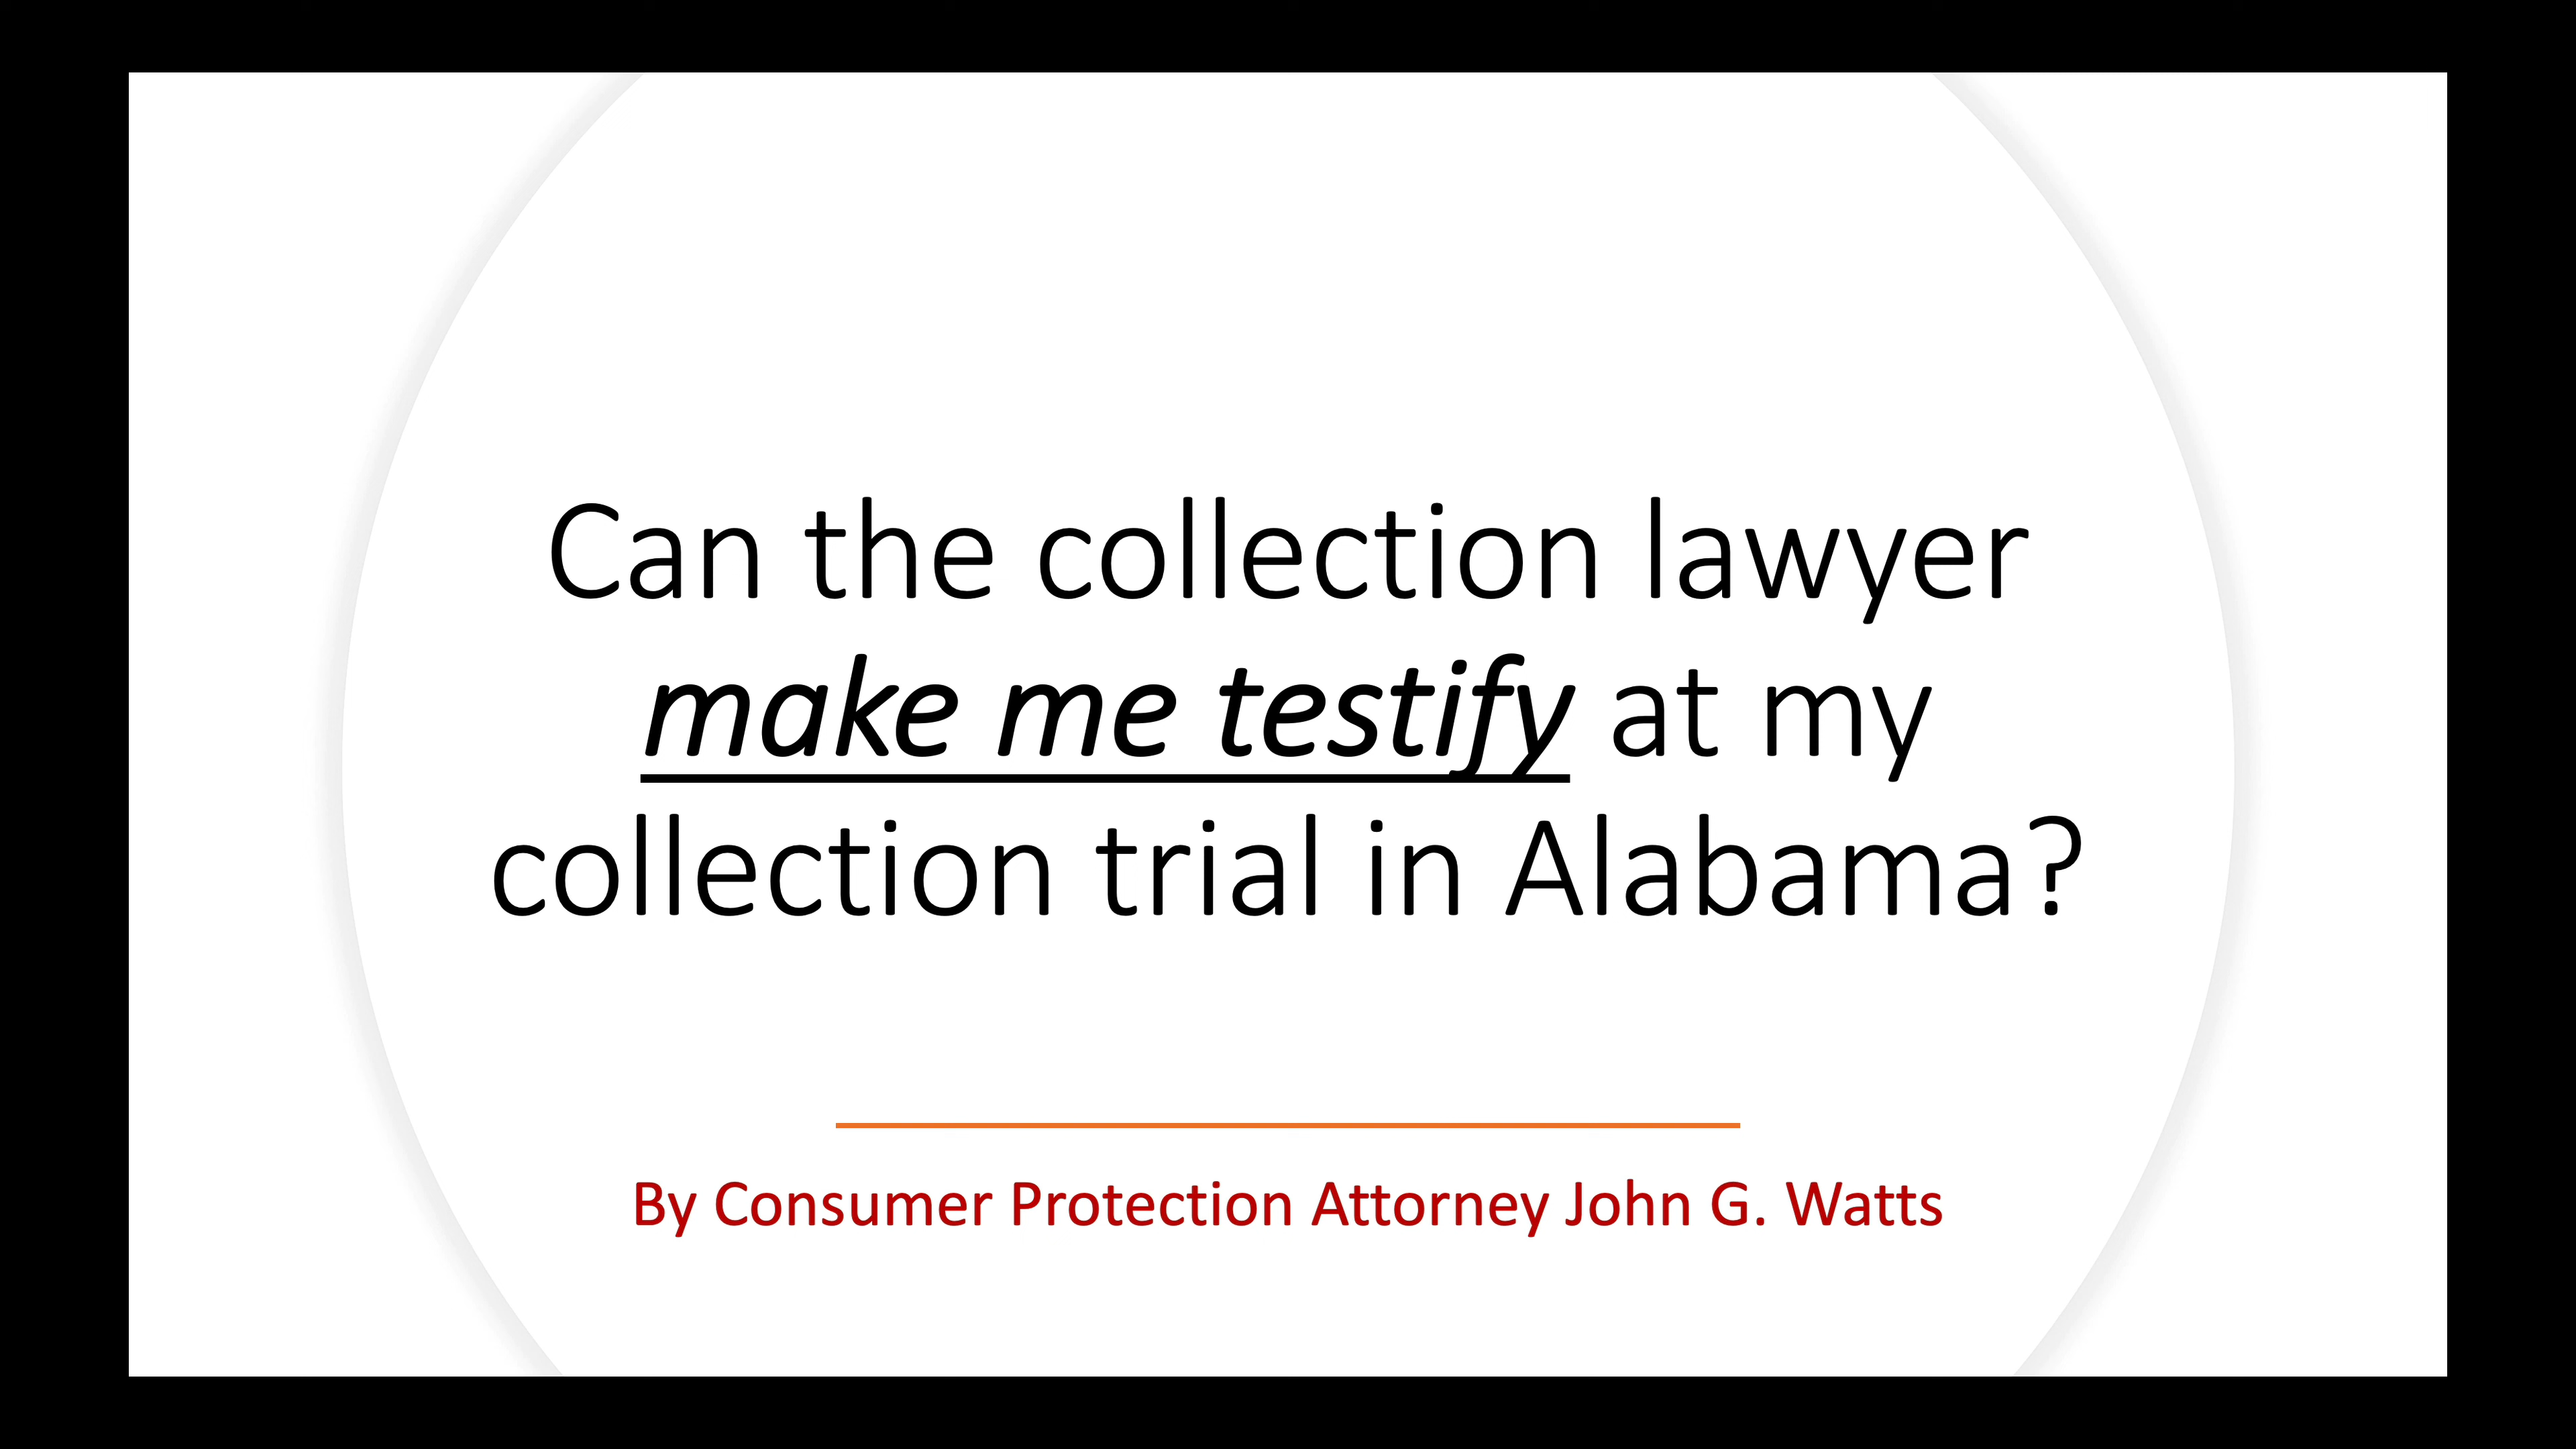 Can the collection lawyer
make me testify at my
collection trial in Alabama?
By Consumer Protection Attorney John G. Watts